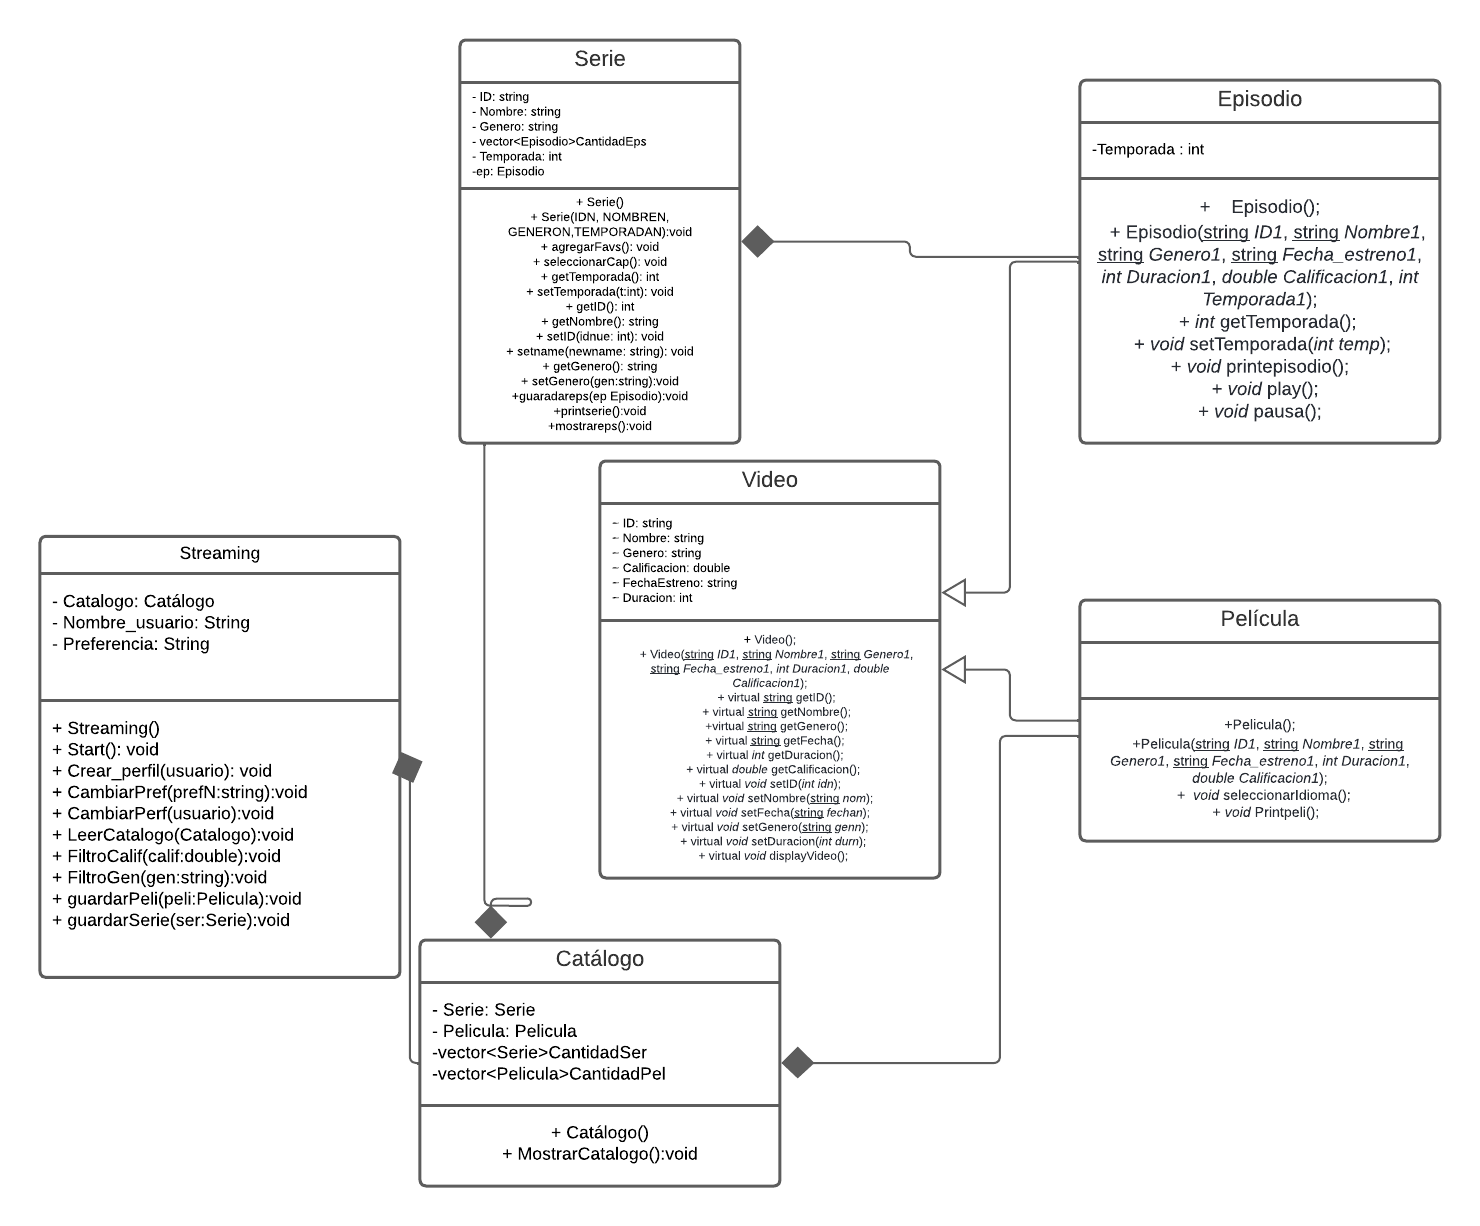 Serie
- ID: string
- Nombre: string
- Genero: string
- vector<Episodio>CantidadEps
- Temporada: int
-ep: Episodio
+ Serie()
+ Serie(IDN, NOMBREN,
GENERON,TEMPORADAN):void
+ agregarFavs(): void
+ seleccionarCap(): void
+ getTemporada(): int
+ setTemporada(t:int): void
+ getID(): int
+ getNombre(): string
+ setID(idnue: int): void
+ setname(newname: string): void
+ getGenero(): string
+ setGenero(gen:string):void
+guaradareps(ep Episodio):void
+printserie():void
+mostrareps():void
Episodio
-Temporada : int
+ Episodio();
+ Episodio(string ID1, string Nombre1,
string Genero1, string Fecha_estreno1,
int Duracion1, double Calificacion1, int
Temporada1);
+ int getTemporada();
+ void setTemporada(int temp);
+ void printepisodio();
+ void play();
+ void pausa();
Video
~ ID: string
~ Nombre: string
~ Genero: string
~ Calificacion: double
~ FechaEstreno: string
~ Duracion: int
+ Video();
+ Video(string ID1, string Nombre1, string Genero1,
string Fecha_estreno1, int Duracion1, double
Calificacion1);
+ virtual string getID();
+ virtual string getNombre();
+virtual string getGenero();
+ virtual string getFecha();
+ virtual int getDuracion();
+ virtual double getCalificacion();
+ virtual void setID(int idn);
+ virtual void setNombre(string nom);
+ virtual void setFecha(string fechan);
+ virtual void setGenero(string genn);
+ virtual void setDuracion(int durn);
+ virtual void displayVideo();
Streaming
- Catalogo: Catálogo
- Nombre_usuario: String
- Preferencia: String
+ Streaming()
+ Start(): void
+ Crear_perfil(usuario): void
+ CambiarPref(prefN:string):void
+ CambiarPerf(usuario):void
+ LeerCatalogo(Catalogo):void
+ FiltroCalif(calif:double):void
+ FiltroGen(gen:string):void
+ guardarPeli(peli:Pelicula):void
+ guardarSerie(ser:Serie):void
Película
+Pelicula();
+Pelicula(string ID1, string Nombre1, string
Genero1, string Fecha_estreno1, int Duracion1,
double Calificacion1);
+ void seleccionarIdioma();
+ void Printpeli();
Catálogo
- Serie: Serie
- Pelicula: Pelicula
-vector<Serie>CantidadSer
-vector<Pelicula>CantidadPel
+ Catálogo()
+ MostrarCatalogo():void